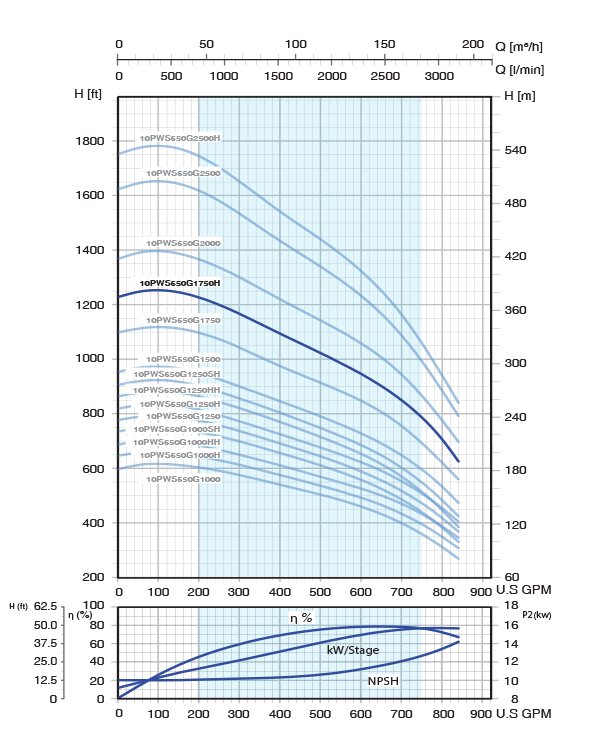 0 50 100 150 200 Q [m³/h]
Q [l/min]
0 500 1000 1500 2000 2500 3000
H [ft] H [m]
1800
10PWS650G2500H
540
10PWS650G2500
1600
480
10PWS650G2000
1400
420
10PWS650G1750H
1200
360
10PWS650G1750
1000
10PWS650G1500
300
10PWS650G1250SH
10PWS650G1250HH
10PWS650G1250H
800
240
10PWS650G1250
10PWS650G1000SH
10PWS650G1000HH
10PWS650G1000H
600
180
10PWS650G1000
400
120
200 60
0 100 200 300 400 500 600 700 800 900 U.S GPM
H (ft) 62.5 η (%) 100 18 P2(kw)
50.0 80 η % 16
37.5 60 kW/Stage 14
25.0 40 12
12.5 20 NPSH 10
0 0 8
0 100 200 300 400 500 600 700 800 900 U.S GPM